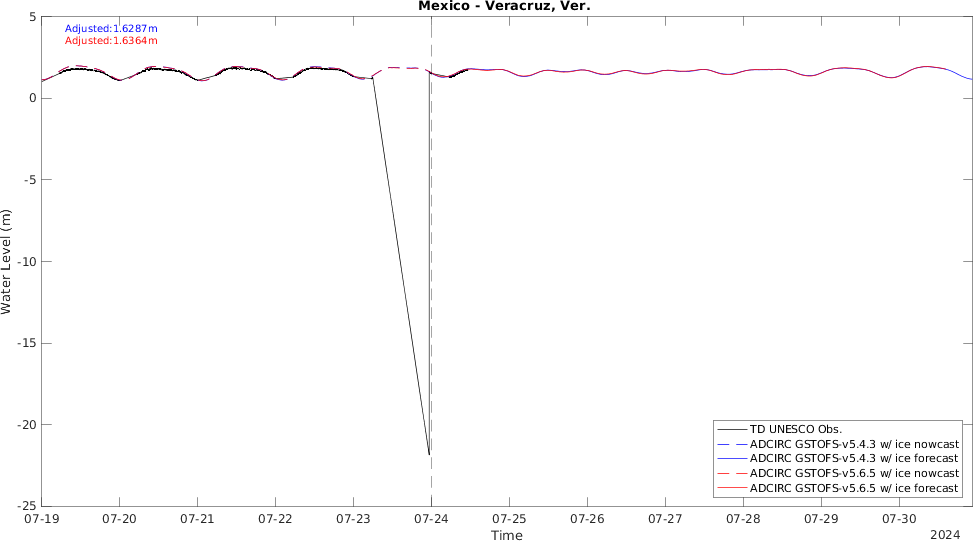 Mexico - Veracruz, Ver.
Adjusted:1.6287m
Adjusted:1.6364m
5
0
-5
-10
-15
-20
-25
Water Level (m)
07-19 07-20 07-21 07-22 07-23 07-24 07-25 07-26 07-27 07-28 07-29 07-30
Time
2024
TD UNESCO Obs.
ADCIRC GSTOFS-v5.4.3 w/ ice nowcast
ADCIRC GSTOFS-v5.4.3 w/ ice forecast
ADCIRC GSTOFS-v5.6.5 w/ ice nowcast
ADCIRC GSTOFS-v5.6.5 w/ ice forecast